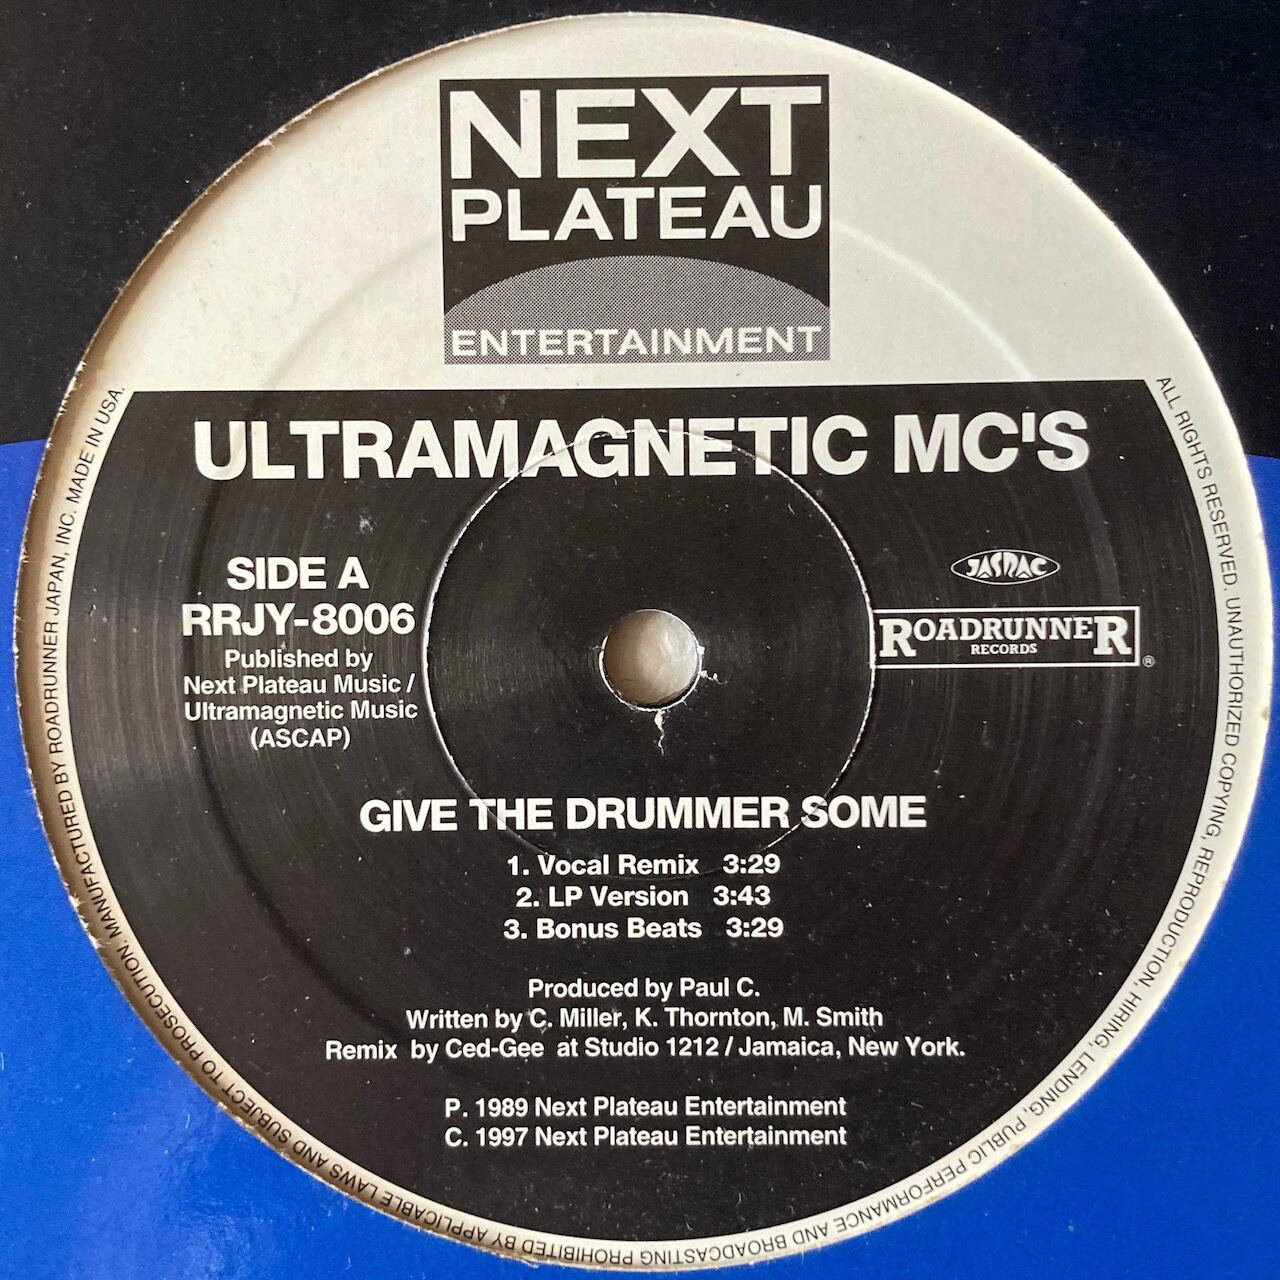 NEXT
PLATEAU
ENTERTAINMENT
ULTRAMAGNETIC MC'S
SIDE A
RRJY-8006
Published by
Next Plateau Music /
Ultramagnetic Music
(ASCAP)
JASRAC
ROADRUNNER
RECORDS
®
GIVE THE DRUMMER SOME
1. Vocal Remix 3:29
2. LP Version 3:43
3. Bonus Beats 3:29
Produced by Paul C.
Written by C. Miller, K. Thornton, M. Smith
Remix by Ced-Gee at Studio 1212 / Jamaica, New York.
P. 1989 Next Plateau Entertainment
C. 1997 Next Plateau Entertainment
ALL RIGHTS RESERVED. UNAUTHORIZED COPYING, REPRODUCTION, HIRING, LENDING, PUBLIC PERFORMANCE AND BROADCASTING PROHIBITED BY APPLICABLE LAWS AND SUBJECT TO PROSECUTION. MANUFACTURED BY ROADRUNNER JAPAN, INC. MADE IN USA.